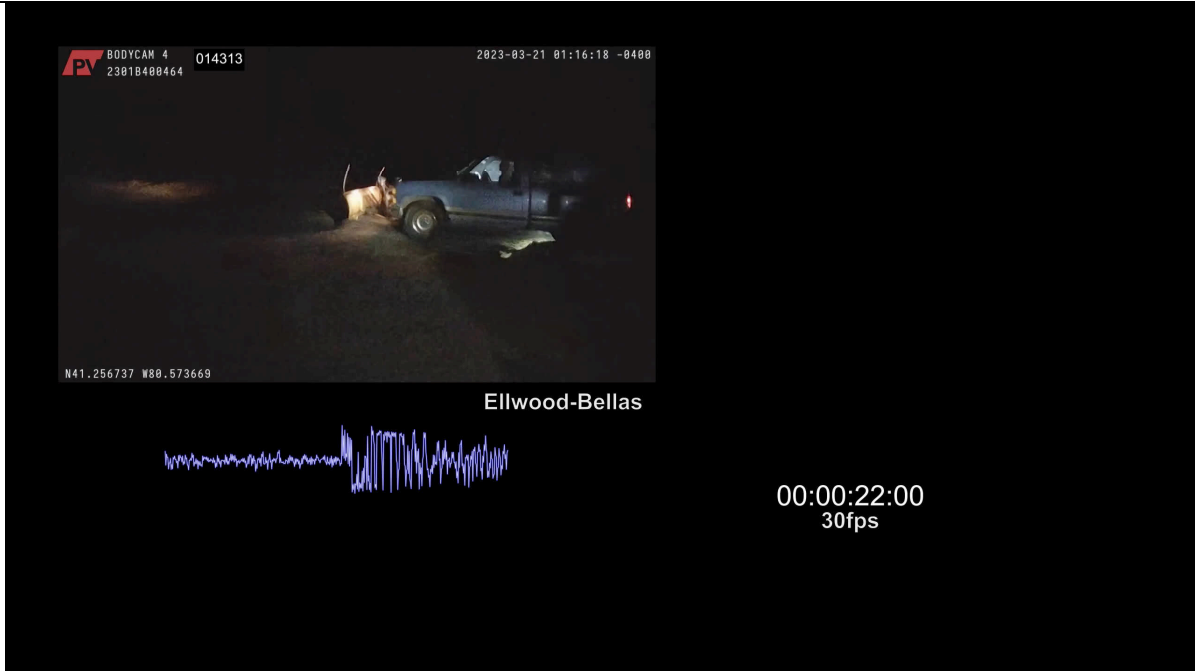 PV
BODYCAM 4
2301B400464
014313
2023-03-21 01:16:18 -0400
N41.256737 W80.573669
Ellwood-Bellas
00:00:22:00
30fps